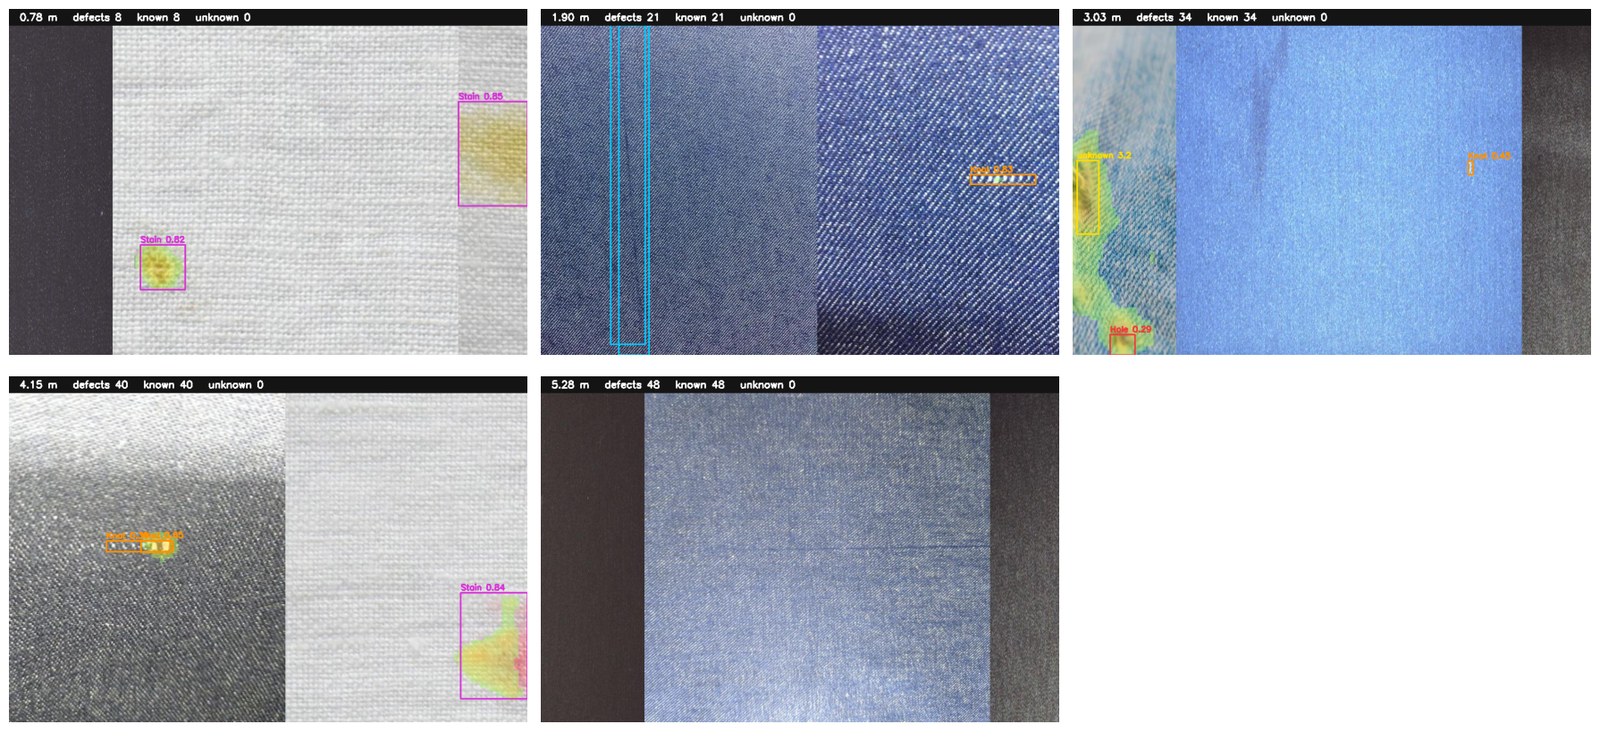 0.78 m defects 8 known 8 unknown 0
Stain 0.85
Stain 0.82
1.90 m defects 21 known 21 unknown 0
3.03 m defects 34 known 34 unknown 0
Unknown 3.2
Hole 0.29
4.15 m defects 40 known 40 unknown 0
Stain 0.84
5.28 m defects 48 known 48 unknown 0